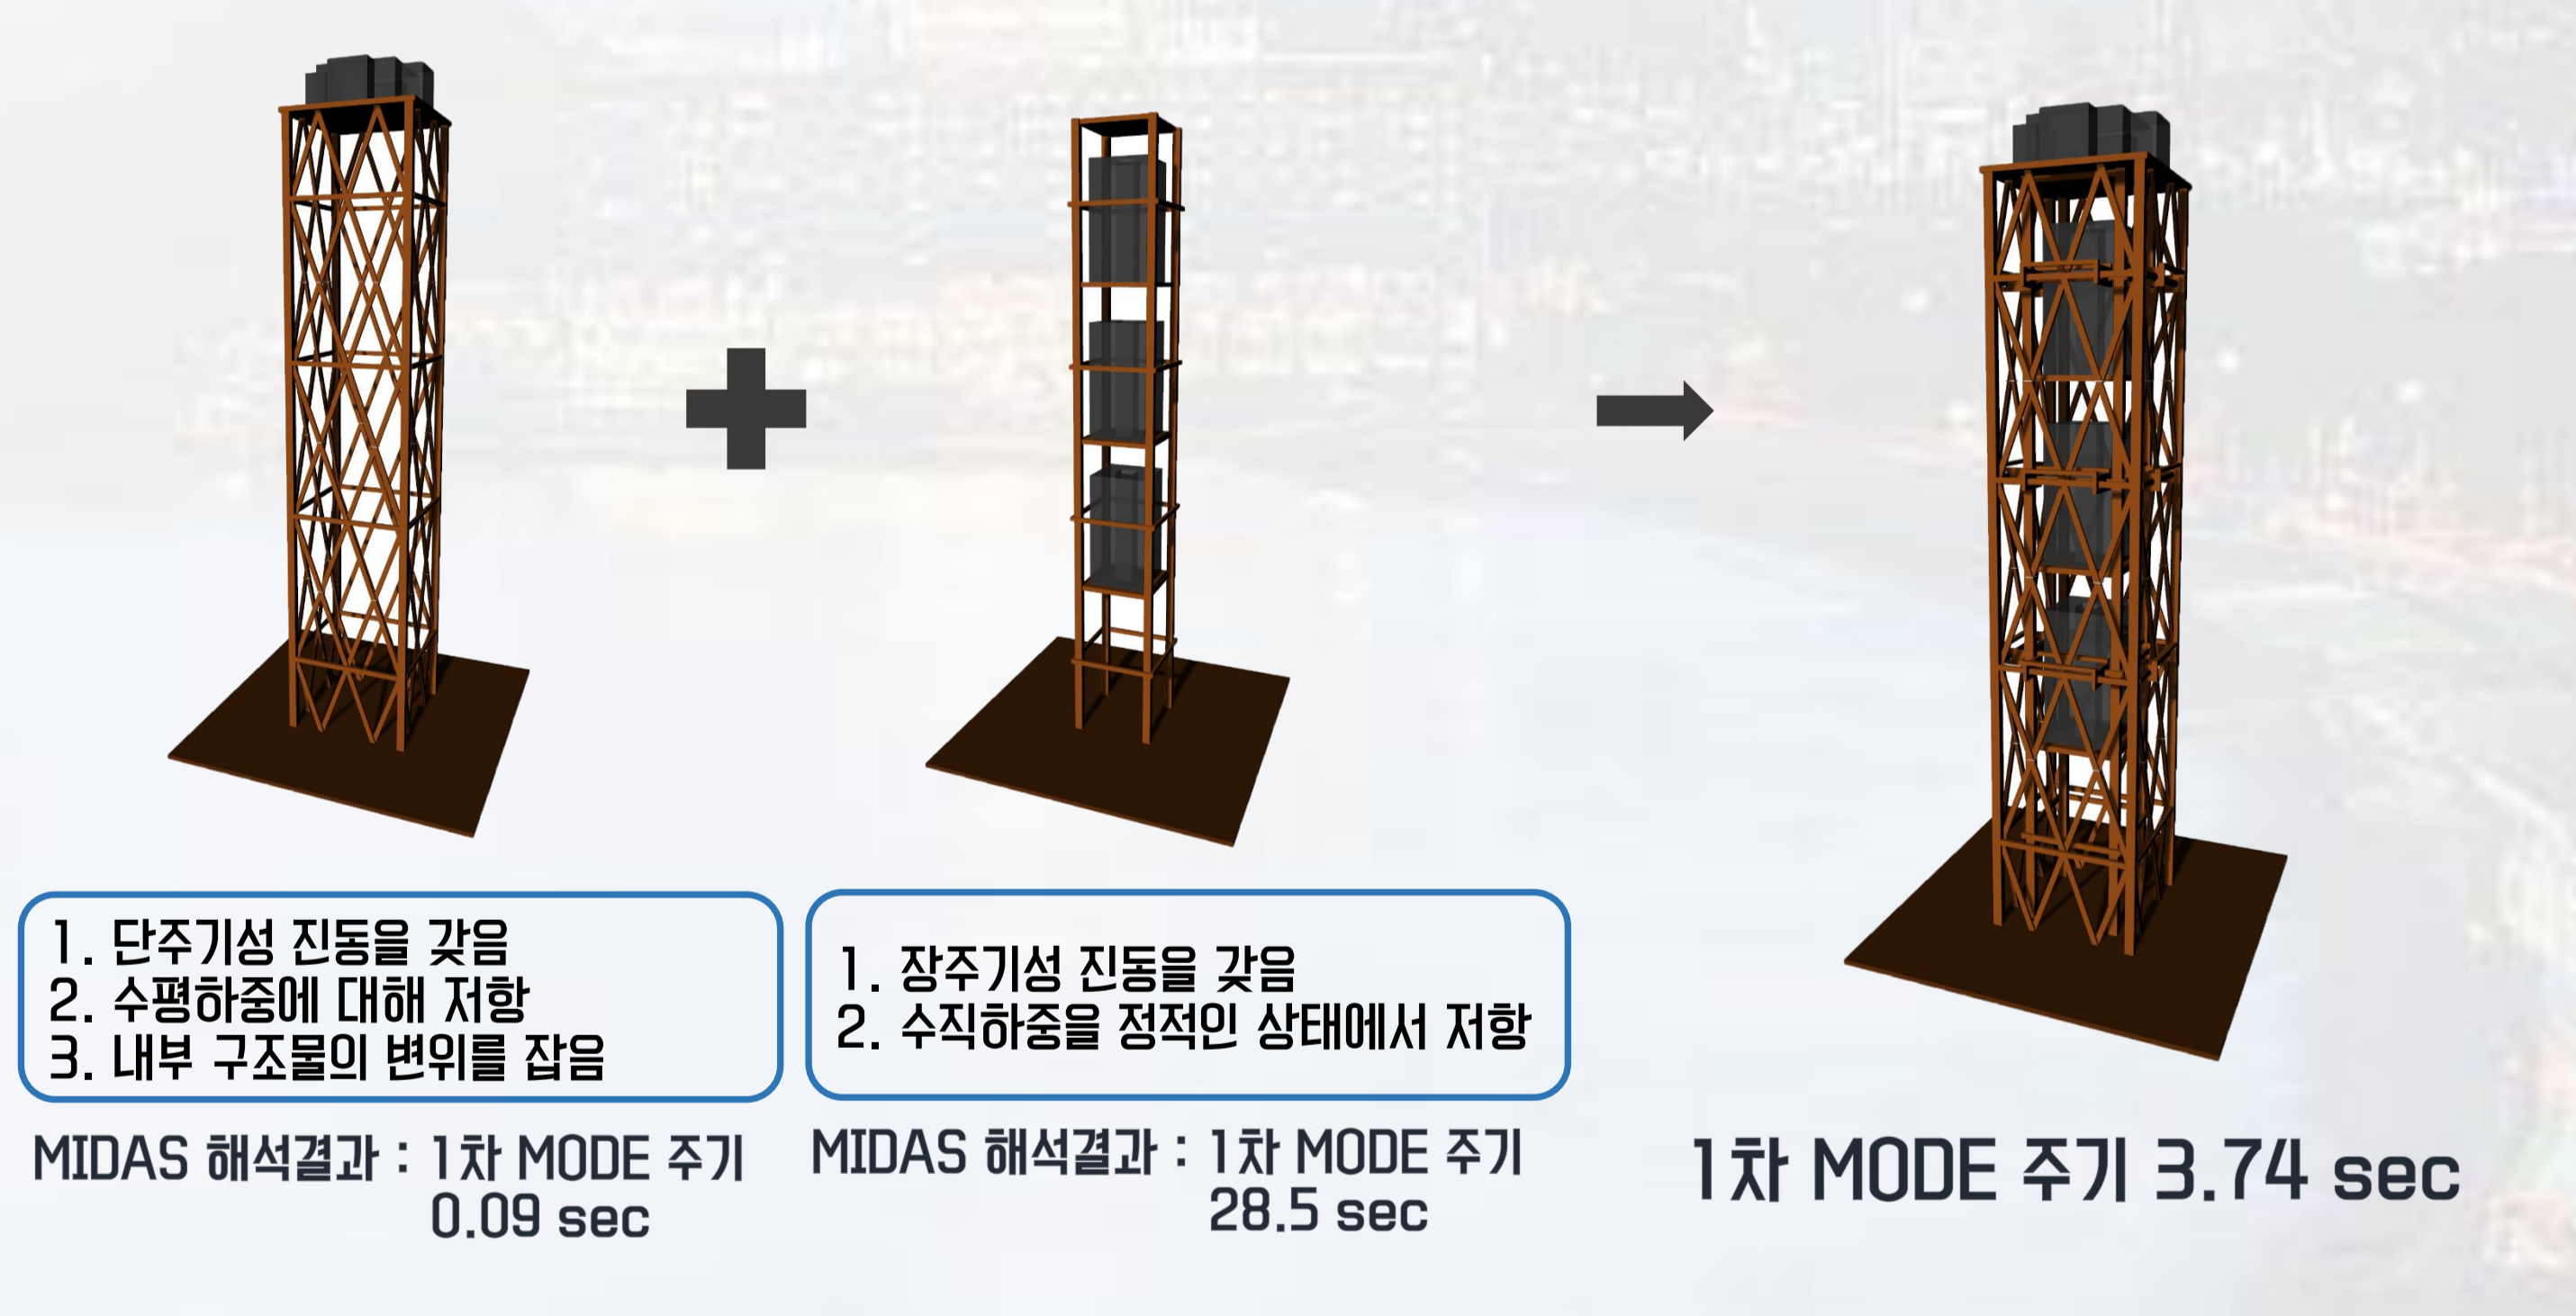 1. 단주기성 진동을 갖음
2. 수평하중에 대해 저항
3. 내부 구조물의 변위를 잡음
MIDAS 해석결과 : 1차 MODE 주기
0.09 sec
1. 장주기성 진동을 갖음
2. 수직하중을 정적인 상태에서 저항
MIDAS 해석결과 : 1차 MODE 주기
28.5 sec
1차 MODE 주기 3.74 sec